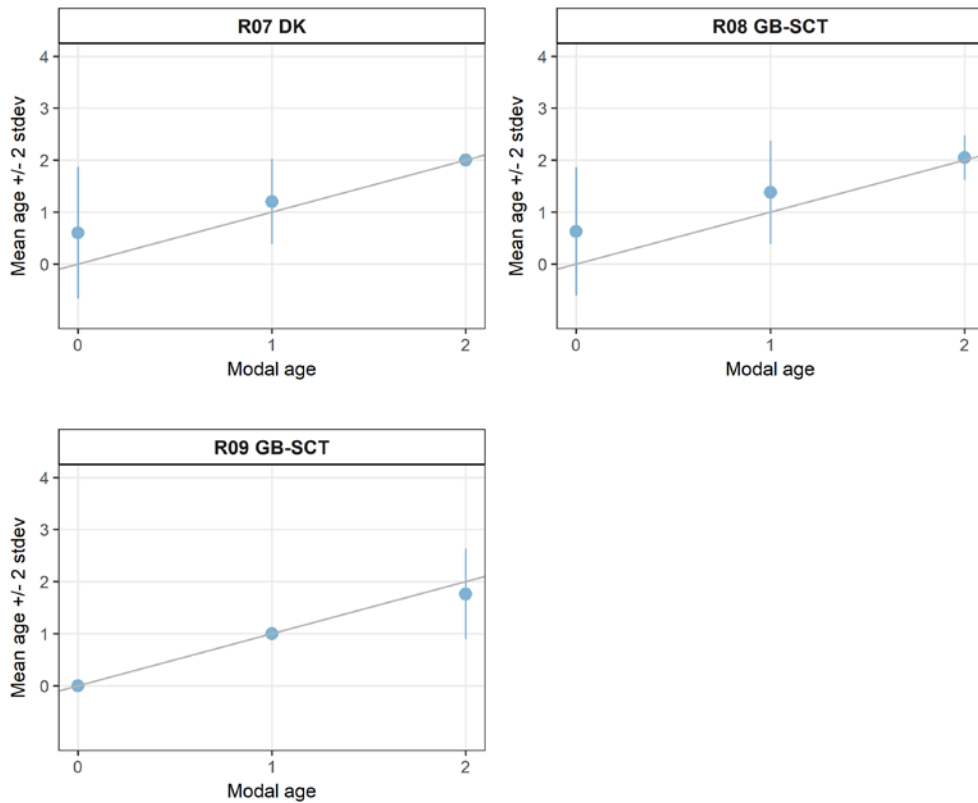 R07 DK
4
3
2
1
0
Mean age +/- 2 stdev
0 1 2
Modal age
R08 GB-SCT
4
3
2
1
0
Mean age +/- 2 stdev
0 1 2
Modal age
R09 GB-SCT
4
3
2
1
0
Mean age +/- 2 stdev
0 1 2
Modal age